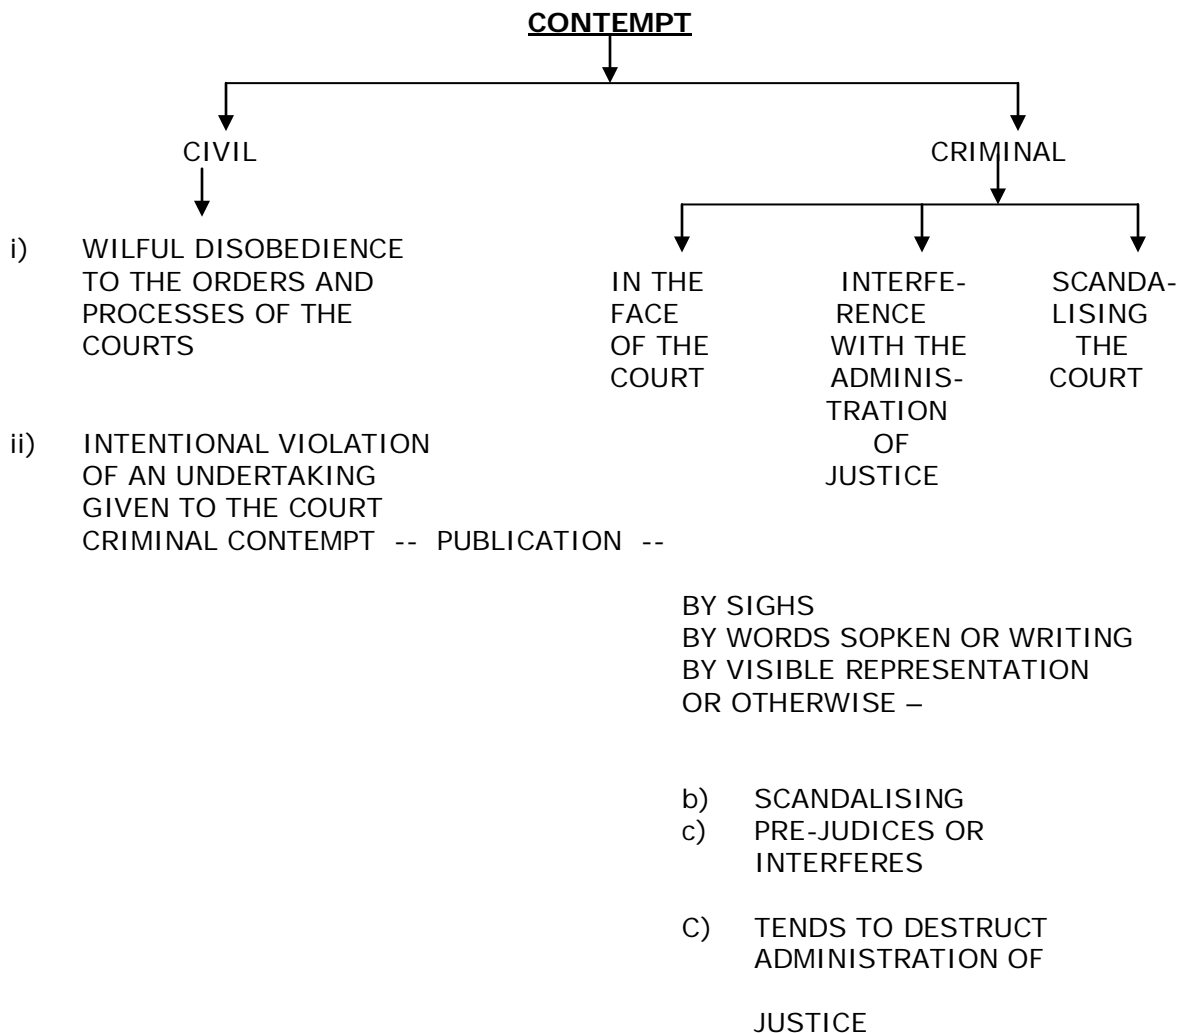 CONTEMPT
CIVIL
CRIMINAL
i) WILFUL DISOBEDIENCE
TO THE ORDERS AND
PROCESSES OF THE
COURTS
IN THE
FACE
OF THE
COURT
INTERFE-
RENCE
WITH THE
ADMINIS-
TRATION
OF
JUSTICE
SCANDA-
LISING
THE
COURT
ii) INTENTIONAL VIOLATION
OF AN UNDERTAKING
GIVEN TO THE COURT
CRIMINAL CONTEMPT -- PUBLICATION --
BY SIGHS
BY WORDS SOPKEN OR WRITING
BY VISIBLE REPRESENTATION
OR OTHERWISE –
b) SCANDALISING
c) PRE-JUDICES OR
INTERFERES
C) TENDS TO DESTRUCT
ADMINISTRATION OF
JUSTICE